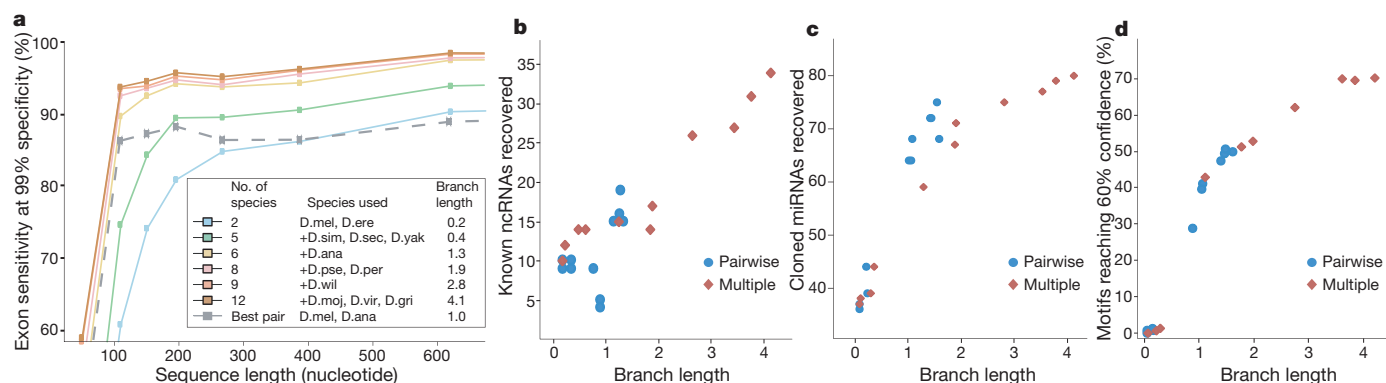 a
Exon sensitivity at 99% specificity (%)
100
90
80
70
60
100
200
300
400
500
600
Sequence length (nucleotide)
No. of species Species used Branch length
2 D.mel, D.ere 0.2
5 +D.sim, D.sec, D.yak 0.4
6 +D.ana 1.3
8 +D.pse, D.per 1.9
9 +D.wil 2.8
12 +D.moj, D.vir, D.gri 4.1
Best pair D.mel, D.ana 1.0
b
Known ncRNAs recovered
35
30
25
20
15
10
5
0
1
2
3
4
Branch length
Pairwise
Multiple
c
Cloned miRNAs recovered
80
70
60
50
40
0
1
2
3
4
Branch length
Pairwise
Multiple
d
Motifs reaching 60% confidence (%)
70
60
50
40
30
20
10
0
0
1
2
3
4
Branch length
Pairwise
Multiple